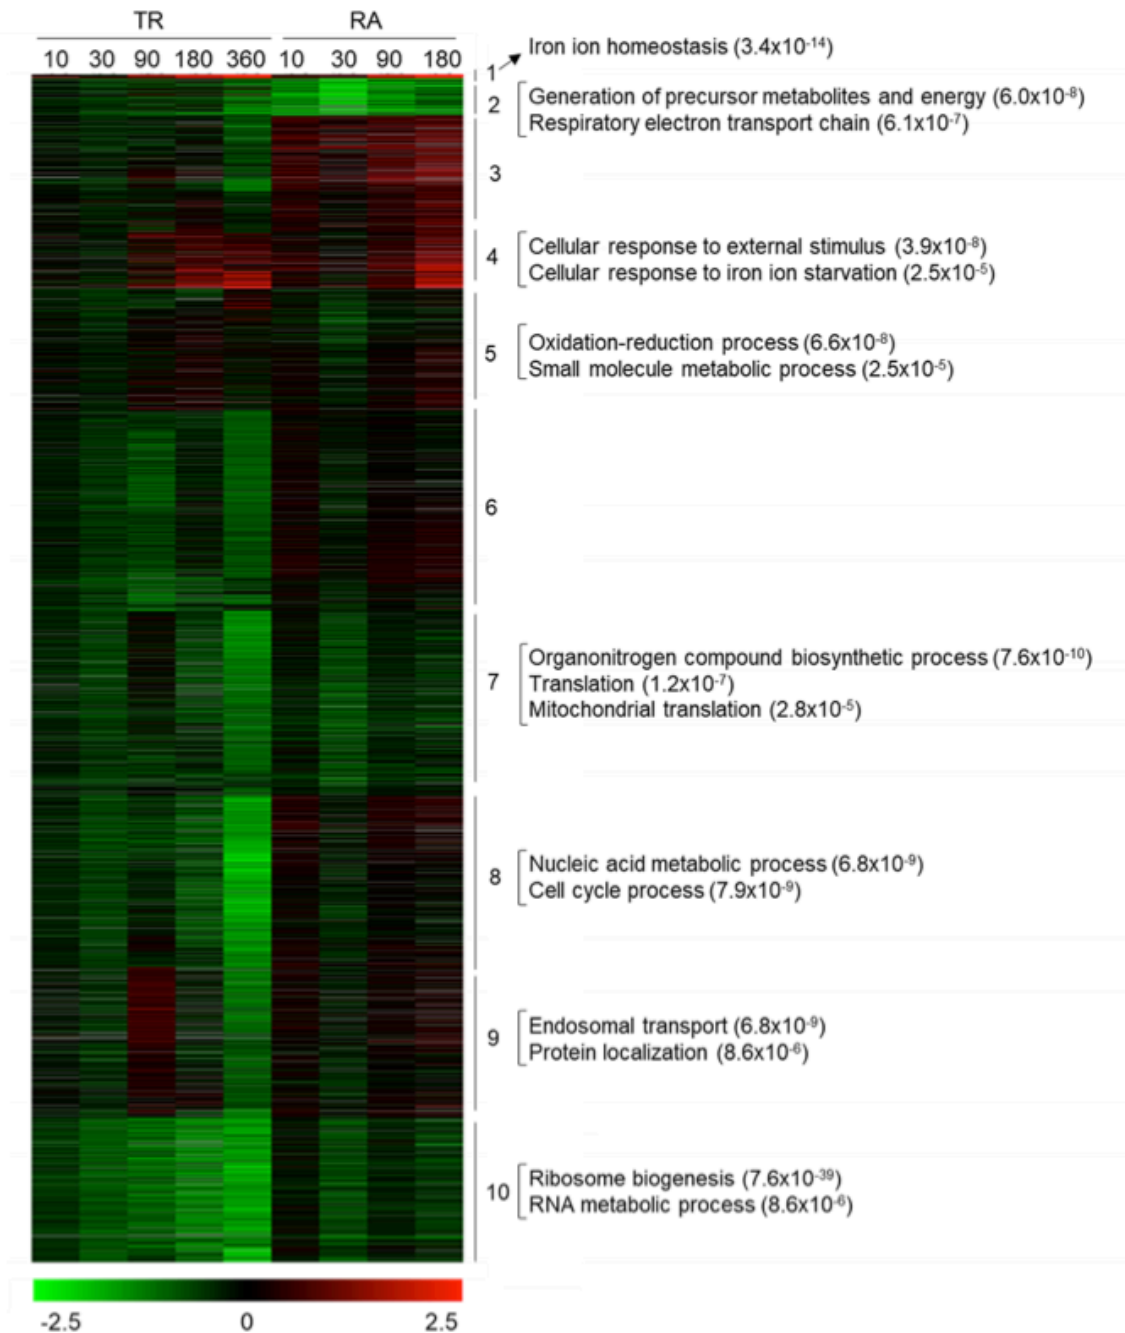 TR RA
10 30 90 180 360 10 30 90 180
1 Iron ion homeostasis (3.4x10⁻¹⁴)
2 Generation of precursor metabolites and energy (6.0x10⁻⁸)
Respiratory electron transport chain (6.1x10⁻⁷)
3
4 Cellular response to external stimulus (3.9x10⁻⁸)
Cellular response to iron ion starvation (2.5x10⁻⁵)
5 Oxidation-reduction process (6.6x10⁻⁸)
Small molecule metabolic process (2.5x10⁻⁵)
6
7 Organonitrogen compound biosynthetic process (7.6x10⁻¹⁰)
Translation (1.2x10⁻⁷)
Mitochondrial translation (2.8x10⁻⁵)
8 Nucleic acid metabolic process (6.8x10⁻⁹)
Cell cycle process (7.9x10⁻⁹)
9 Endosomal transport (6.8x10⁻⁹)
Protein localization (8.6x10⁻⁶)
10 Ribosome biogenesis (7.6x10⁻³⁹)
RNA metabolic process (8.6x10⁻⁶)
-2.5 0 2.5